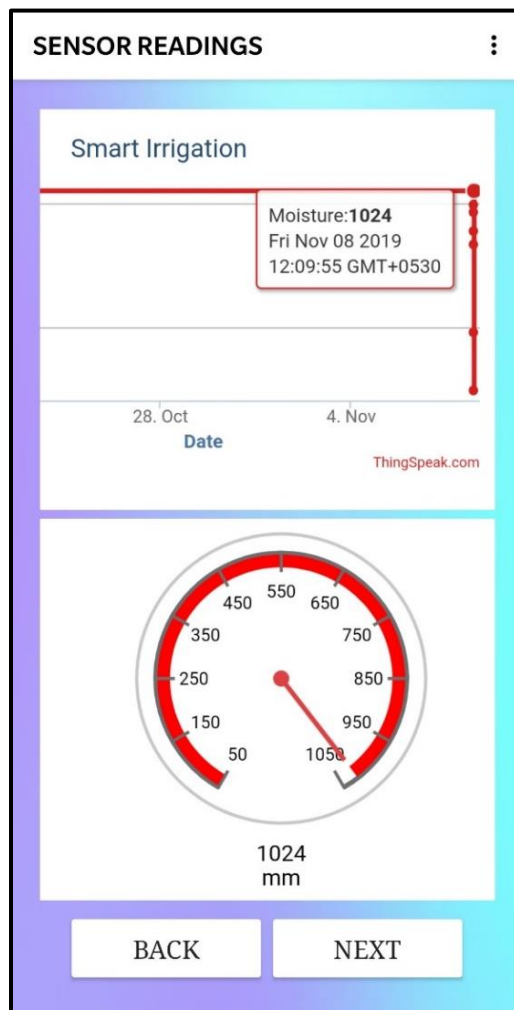 SENSOR READINGS
Smart Irrigation
Moisture:1024
Fri Nov 08 2019
12:09:55 GMT+0530
28. Oct
4. Nov
Date
ThingSpeak.com
50
150
250
350
450
550
650
750
850
950
1050
1024
mm
BACK
NEXT